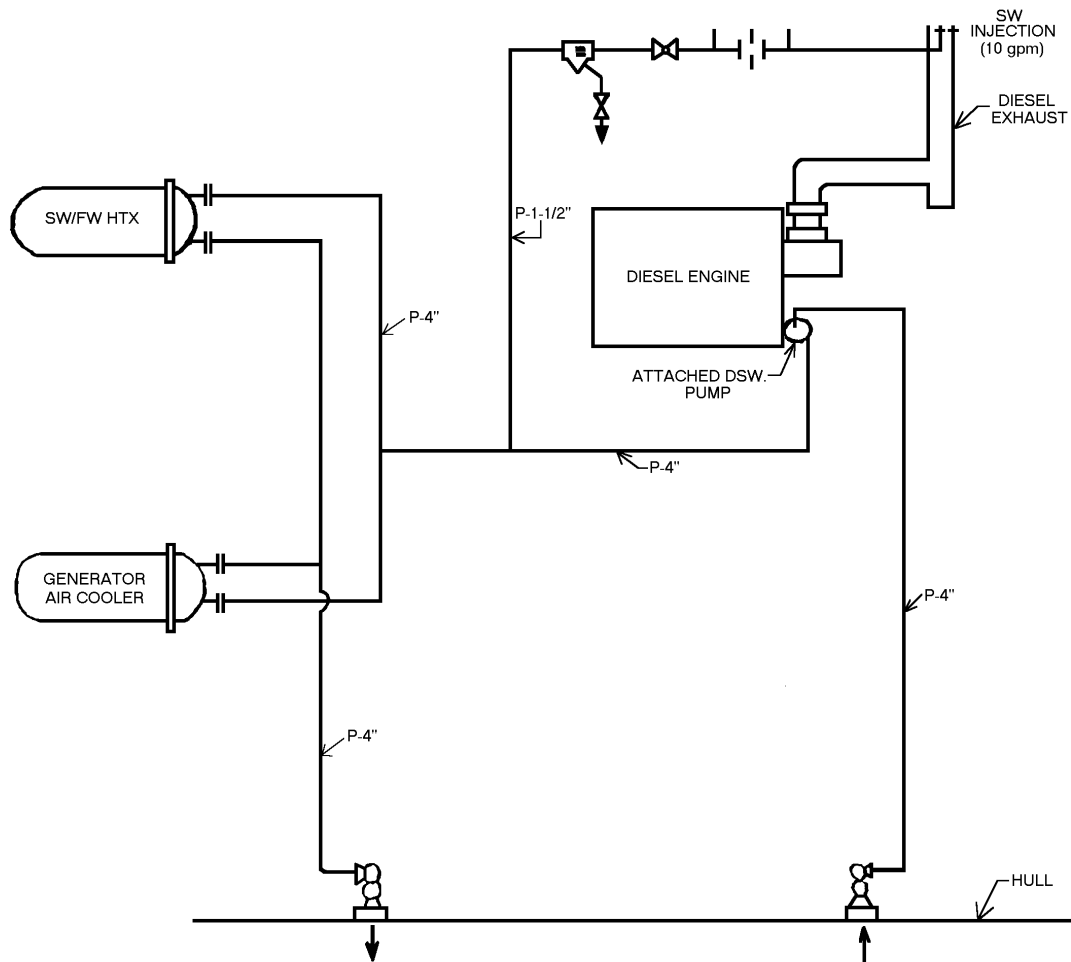 SW
INJECTION
(10 gpm)
DIESEL
EXHAUST
SW/FW HTX
P-1-1/2"
DIESEL ENGINE
P-4"
ATTACHED DSW.
PUMP
P-4"
GENERATOR
AIR COOLER
P-4"
P-4"
HULL